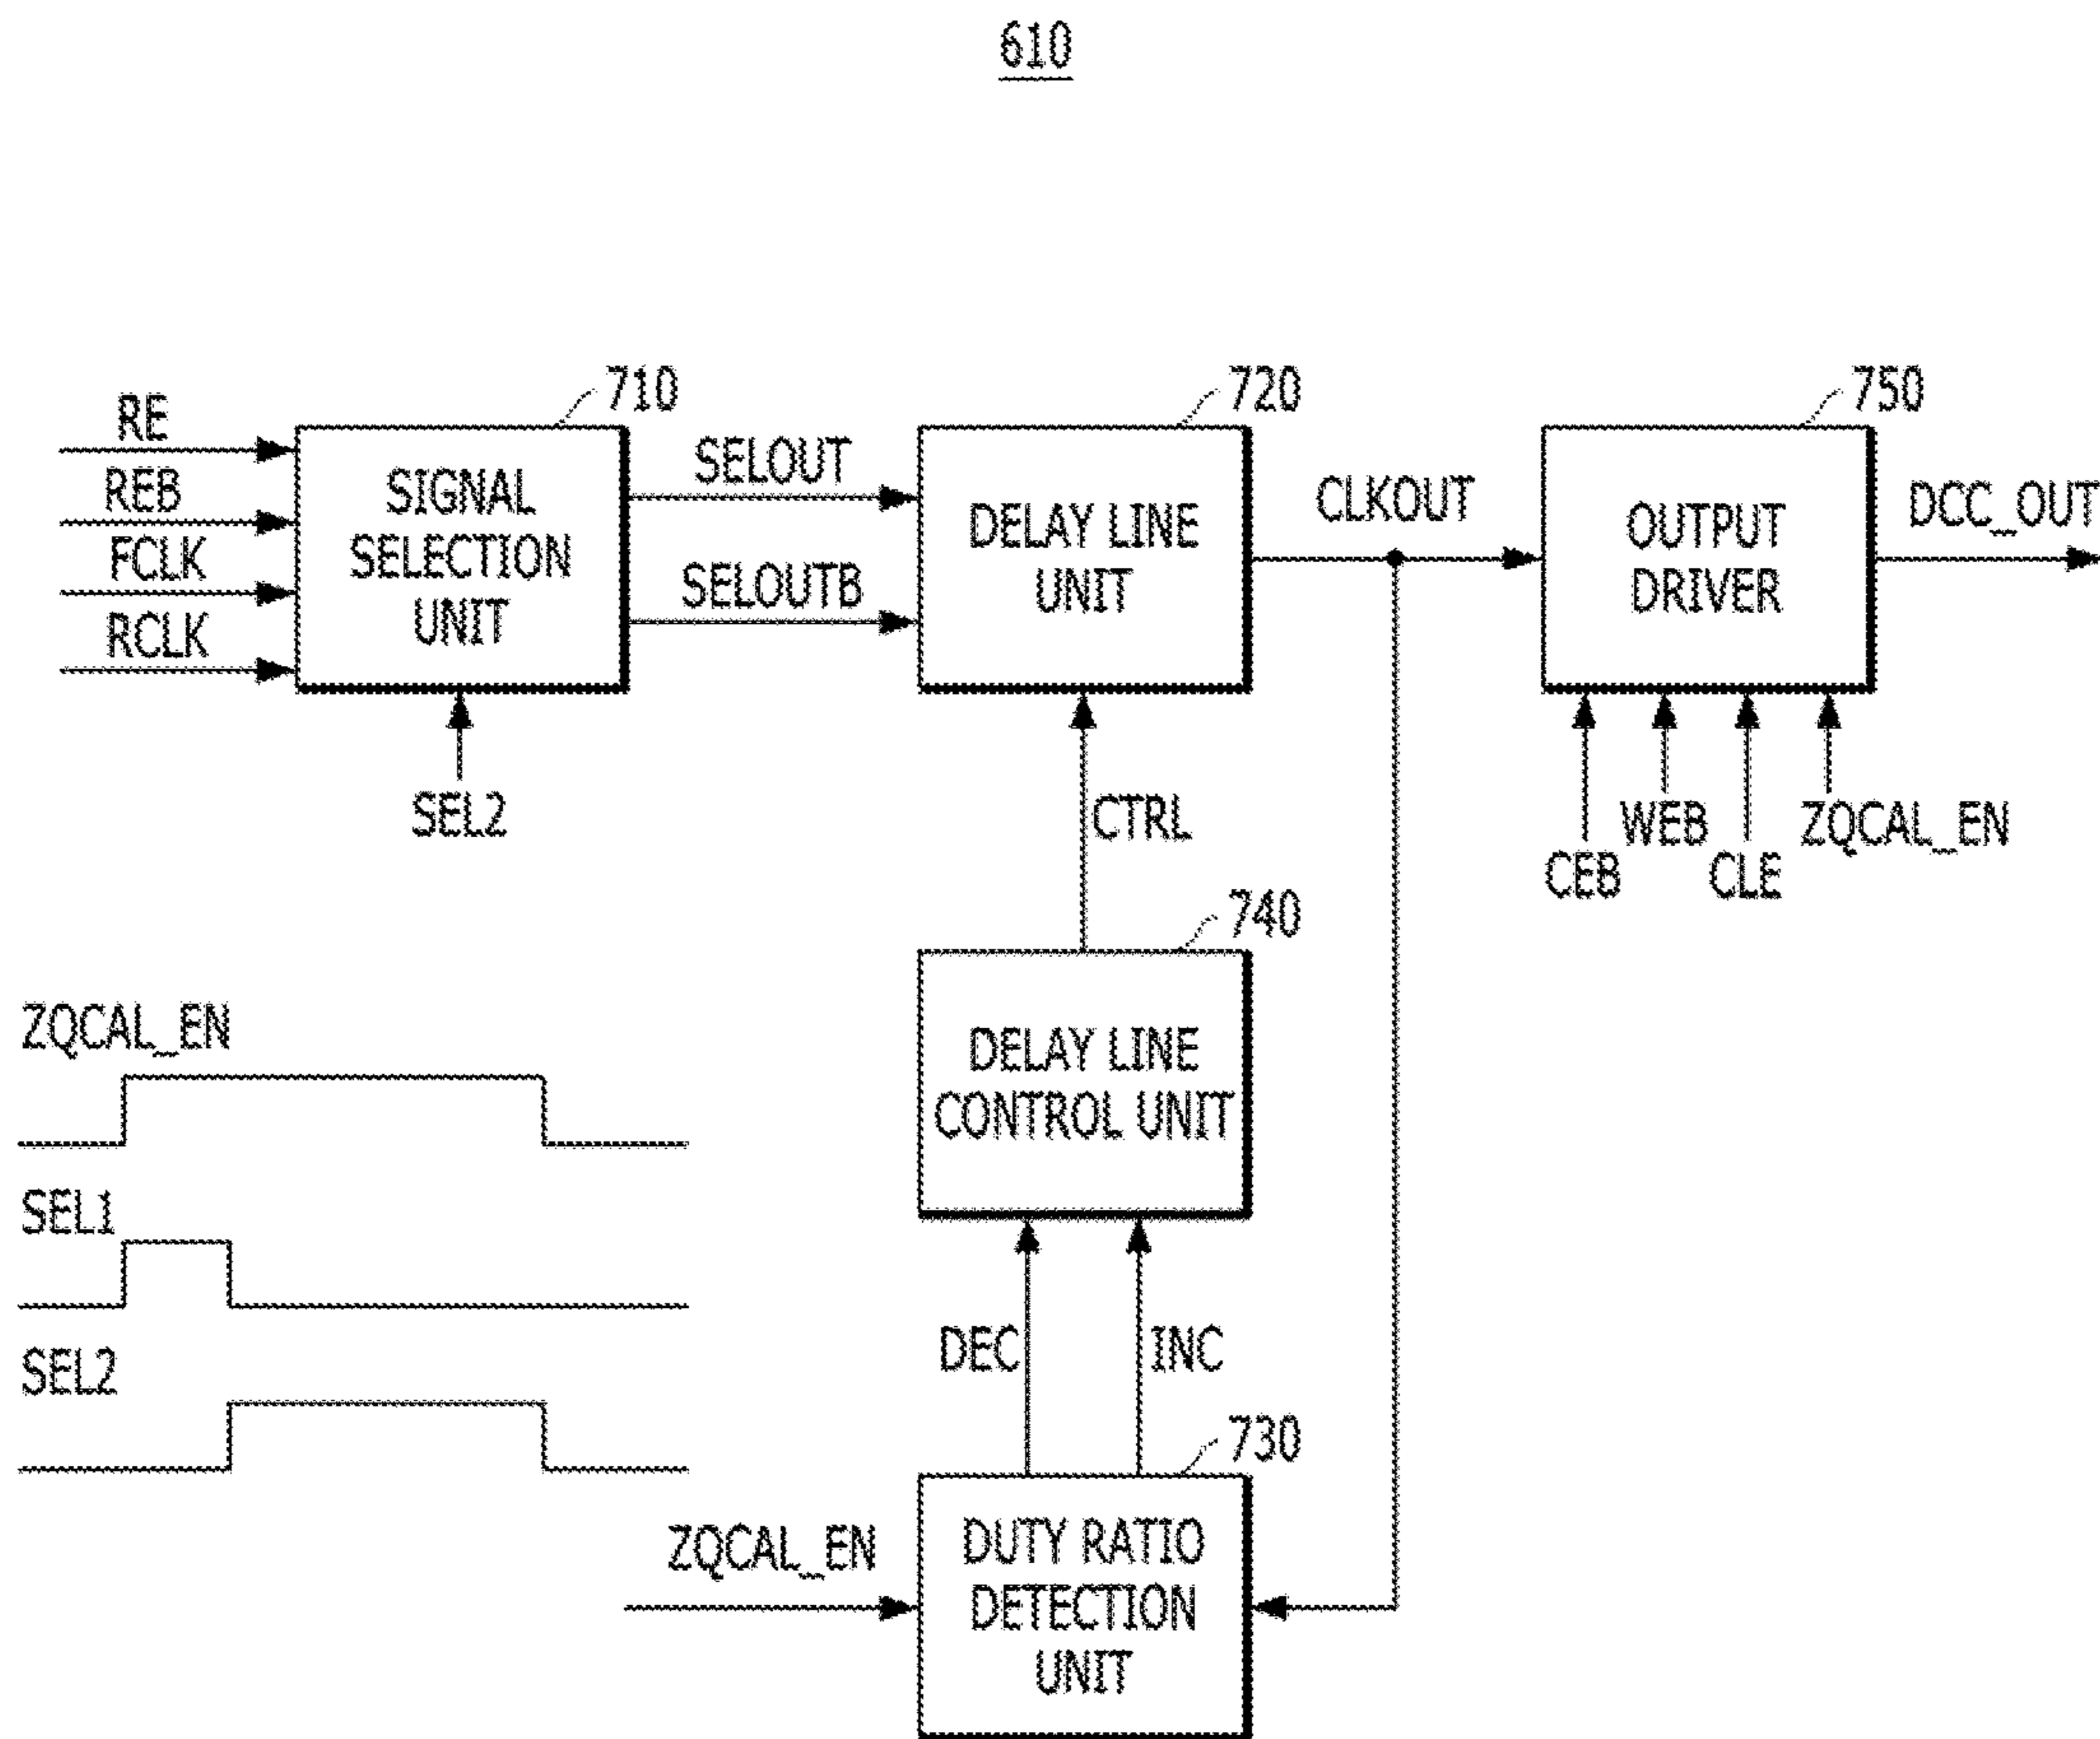 610
710
720
750
RE
REB
FCLK
RCLK
SIGNAL
SELECTION
UNIT
SELOUT
SELOUTB
DELAY LINE
UNIT
CLKOUT
OUTPUT
DRIVER
DCC_OUT
SEL2
CTRL
CEB
WEB
CLE
ZQCAL_EN
740
DELAY LINE
CONTROL UNIT
ZQCAL_EN
SEL1
SEL2
DEC
INC
730
ZQCAL_EN
DUTY RATIO
DETECTION
UNIT